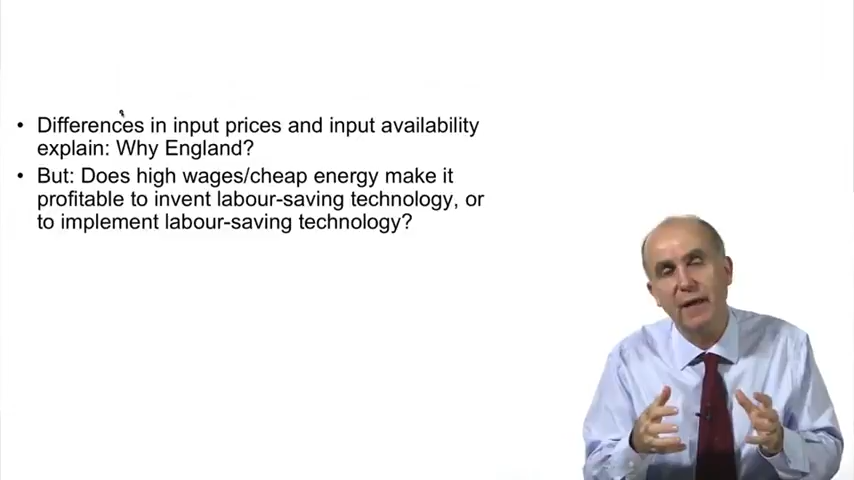 • Differences in input prices and input availability
explain: Why England?
• But: Does high wages/cheap energy make it
profitable to invent labour-saving technology, or
to implement labour-saving technology?